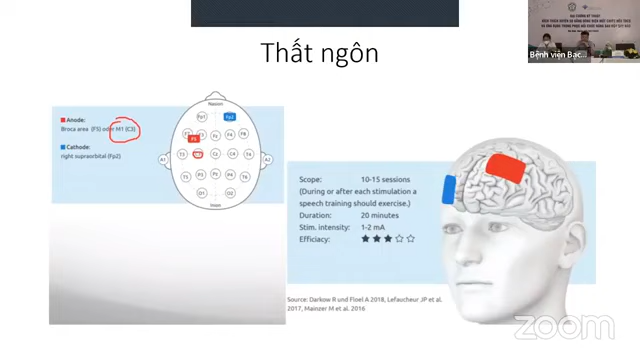 Thất ngôn
Bệnh viện Bạc...
Anode:
Broca area (F5) oder M1 (C3)
Cathode:
right supraorbital (Fp2)
Nasion
Fp1
Fp2
F7
F5
F3
Fz
F4
F8
A1
T3
Cz
C4
T4
A2
T5
P3
Pz
P4
T6
O1
O2
Inion
Scope: 10-15 sessions
(During or after each stimulation a
speech training should exercise.)
Duration: 20 minutes
Stim. intensity: 1-2 mA
Efficiacy:
Source: Darkow R und Floel A 2018, Lefaucheur JP et al.
2017, Mainzer M et al. 2016
zoom